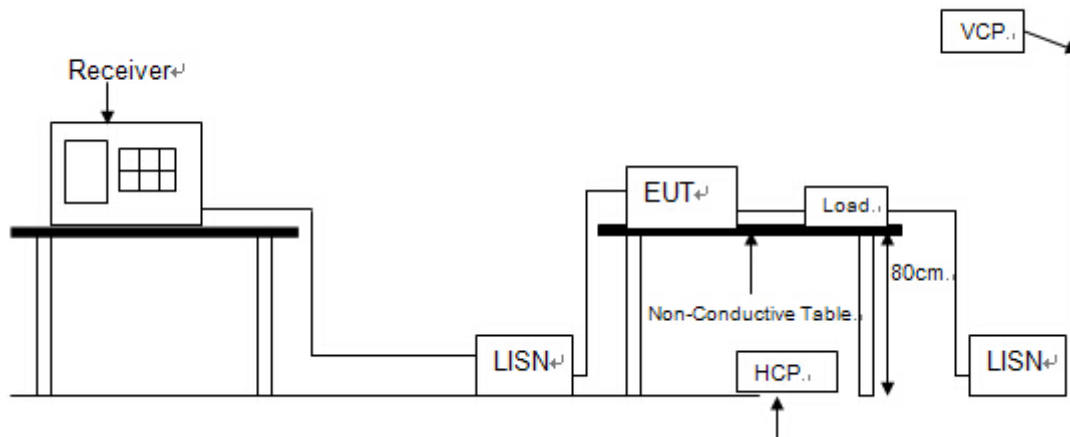 VCP.
Receiver↵
EUT↵
Load.
80cm.
Non-Conductive Table.
LISN↵
HCP.
LISN↵